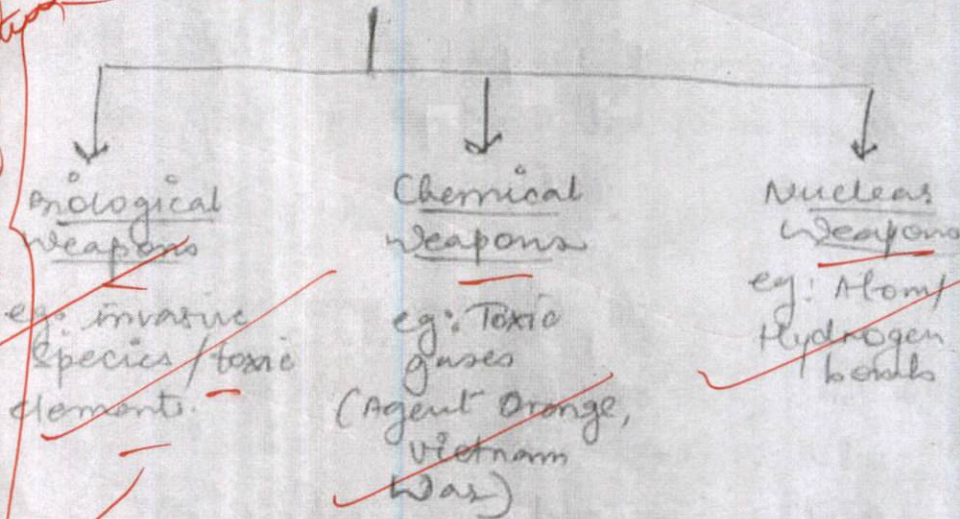 Biological
Weapons
eg: invasive
species/toxic
elements.
Chemical
Weapons
eg: Toxic
gases
(Agent Orange,
Vietnam
War)
Nuclear
Weapons
eg: Atom/
Hydrogen
bombs